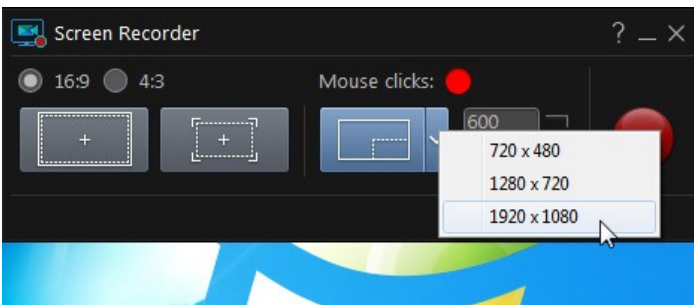 Screen Recorder ? _ ×
16:9 4:3 Mouse clicks:
600
720 x 480
1280 x 720
1920 x 1080